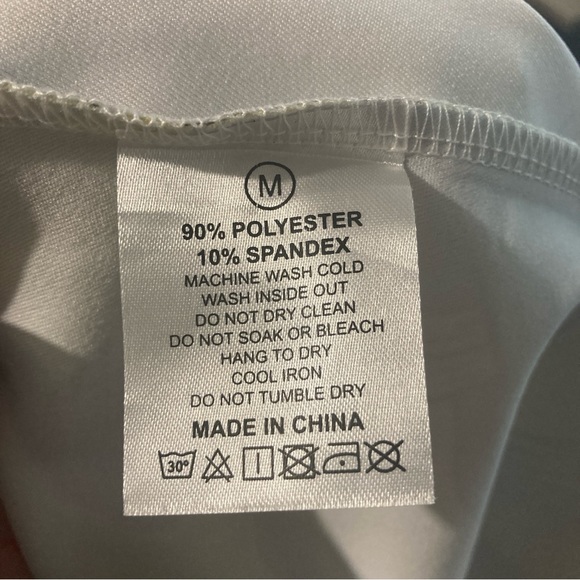 M
90% POLYESTER
10% SPANDEX
MACHINE WASH COLD
WASH INSIDE OUT
DO NOT DRY CLEAN
DO NOT SOAK OR BLEACH
HANG TO DRY
COOL IRON
DO NOT TUMBLE DRY
MADE IN CHINA
30°